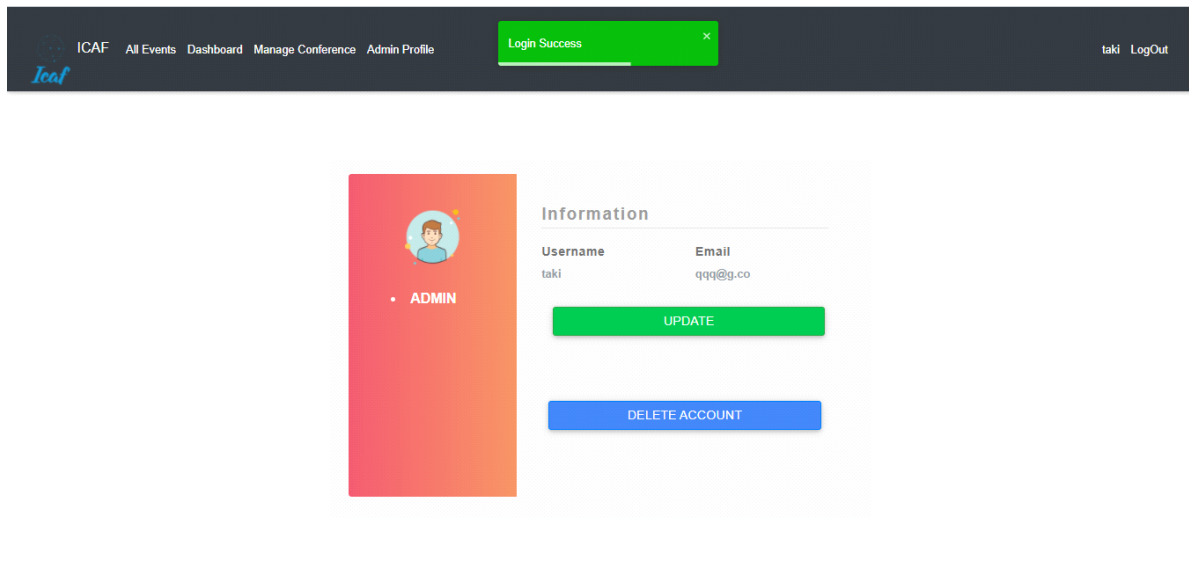 ICAF All Events Dashboard Manage Conference Admin Profile
Icaf
Login Success ×
taki LogOut
ADMIN
Information
Username Email
taki qqq@g.co
UPDATE
DELETE ACCOUNT